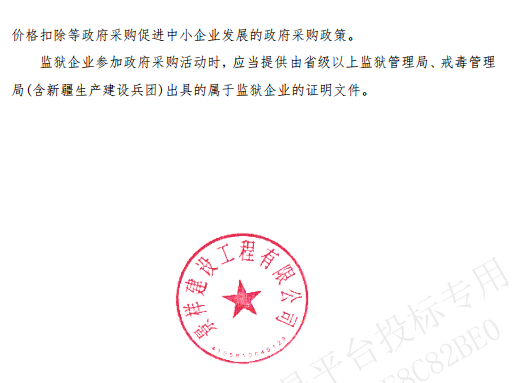 价格扣除等政府采购促进中小企业发展的政府采购政策。
监狱企业参加政府采购活动时，应当提供由省级以上监狱管理局、戒毒管理
局(含新疆生产建设兵团)出具的属于监狱企业的证明文件。
景祥建设工程有限公司
平台投标专用
8C82BE0